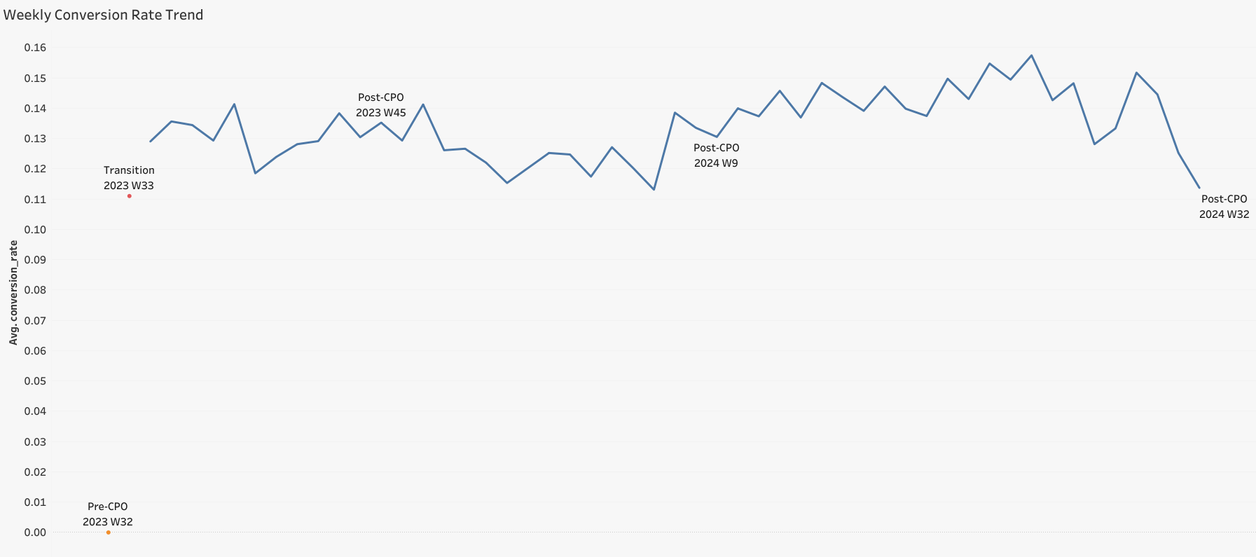 Weekly Conversion Rate Trend
0.16
0.15
0.14
0.13
0.12
0.11
0.10
0.09
0.08
0.07
0.06
0.05
0.04
0.03
0.02
0.01
0.00
Avg. conversion_rate
Pre-CPO
2023 W32
Transition
2023 W33
Post-CPO
2023 W45
Post-CPO
2024 W9
Post-CPO
2024 W32